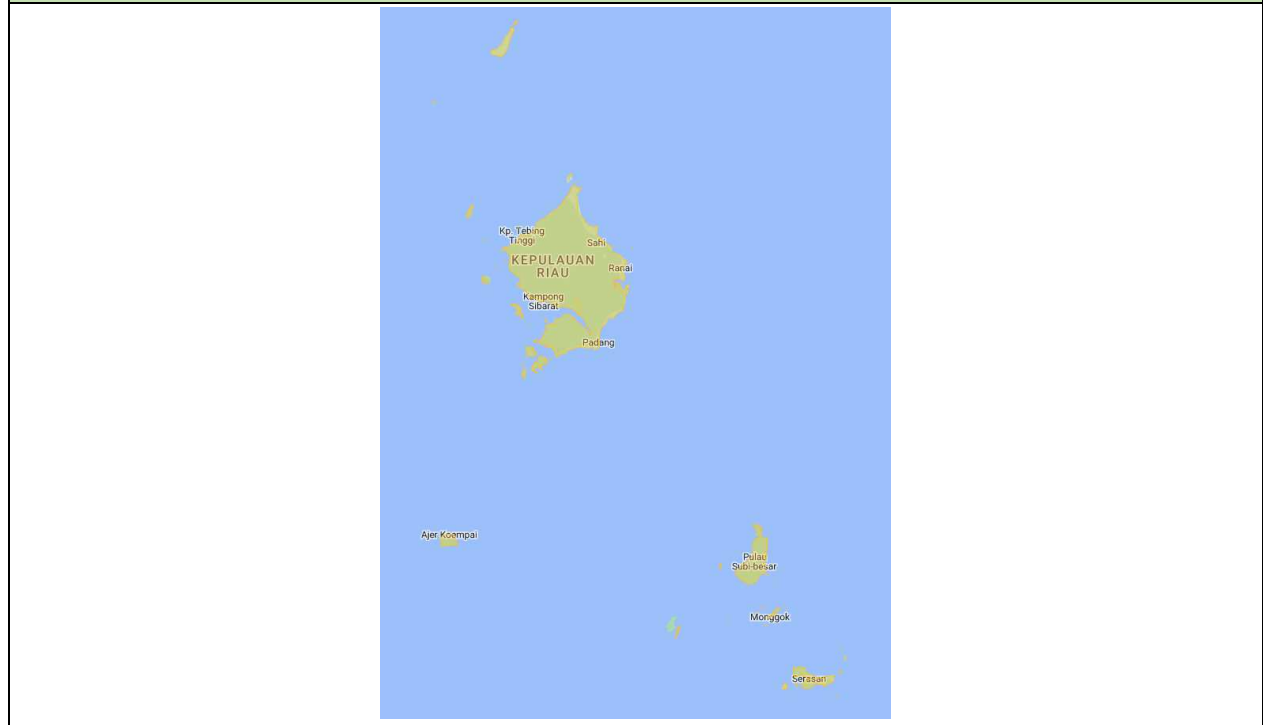 Kp. Tebing
Tinggi
Sahi
KEPULAUAN
RIAU
Ranai
Kampong
Sibarat
Padang
Ajer Koempai
Pulau
Subi-besar
Monggok
Serasan